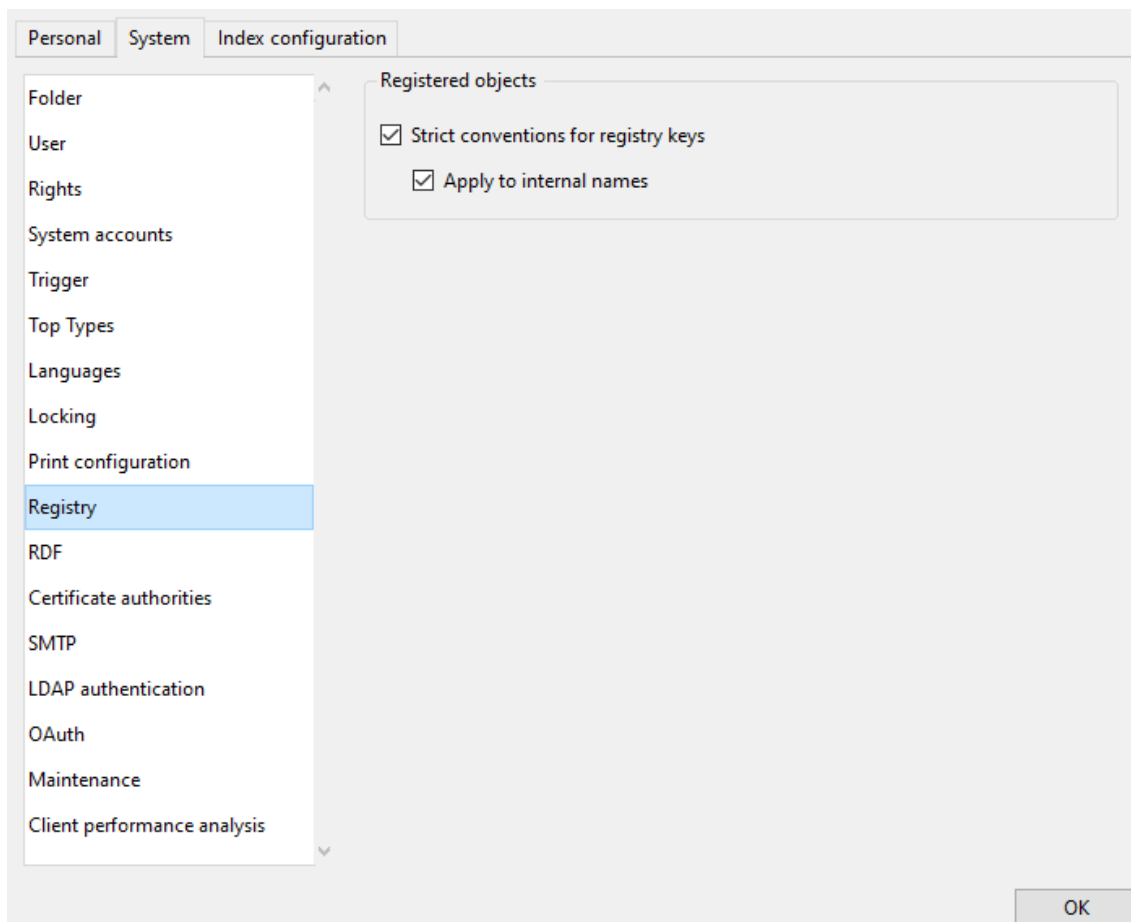 Personal
System
Index configuration
Folder
User
Rights
System accounts
Trigger
Top Types
Languages
Locking
Print configuration
Registry
RDF
Certificate authorities
SMTP
LDAP authentication
OAuth
Maintenance
Client performance analysis
Registered objects
Strict conventions for registry keys
Apply to internal names
OK